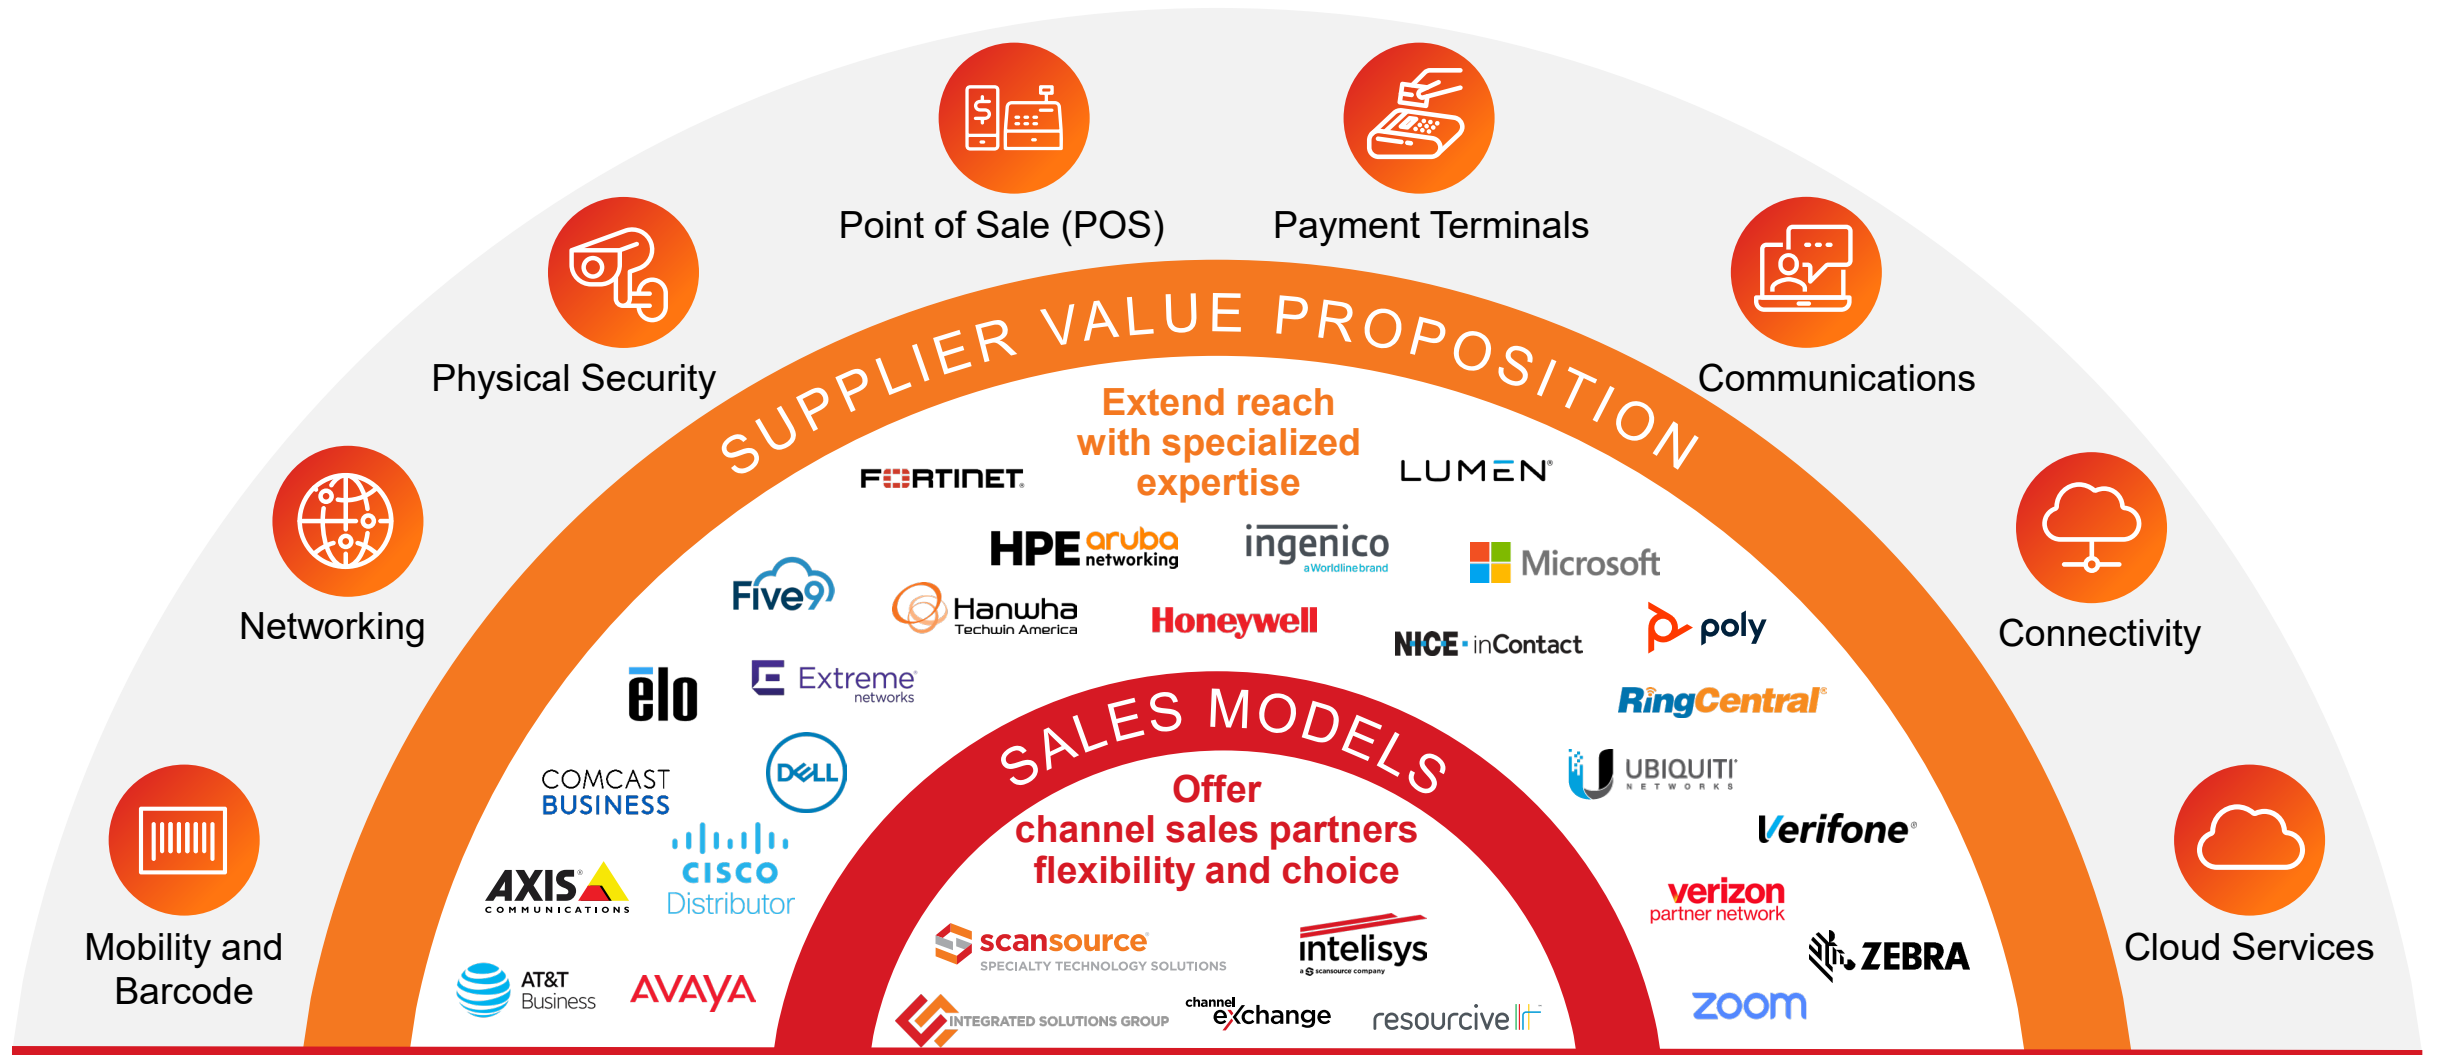 Point of Sale (POS)
Payment Terminals
Physical Security
Communications
Networking
Connectivity
Mobility and
Barcode
Cloud Services
SUPPLIER VALUE PROPOSITION
Extend reach
with specialized
expertise
FORTINET®
LUMEN®
HPE aruba
networking
ingenico
a Worldline brand
Microsoft
Five9
Hanwha
Techwin America
Honeywell
NICE inContact
poly
elo
Extreme
networks
RingCentral®
COMCAST
BUSINESS
DELL
UBIQUITI
NETWORKS
Verifone®
CISCO
Distributor
AXIS®
COMMUNICATIONS
verizon
partner network
AT&T
Business
AVAYA
ZEBRA
zoom
SALES MODELS
Offer
channel sales partners
flexibility and choice
scansource
SPECIALTY TECHNOLOGY SOLUTIONS
intelisys
a scansource company
INTEGRATED SOLUTIONS GROUP
channel
exchange
resourcive